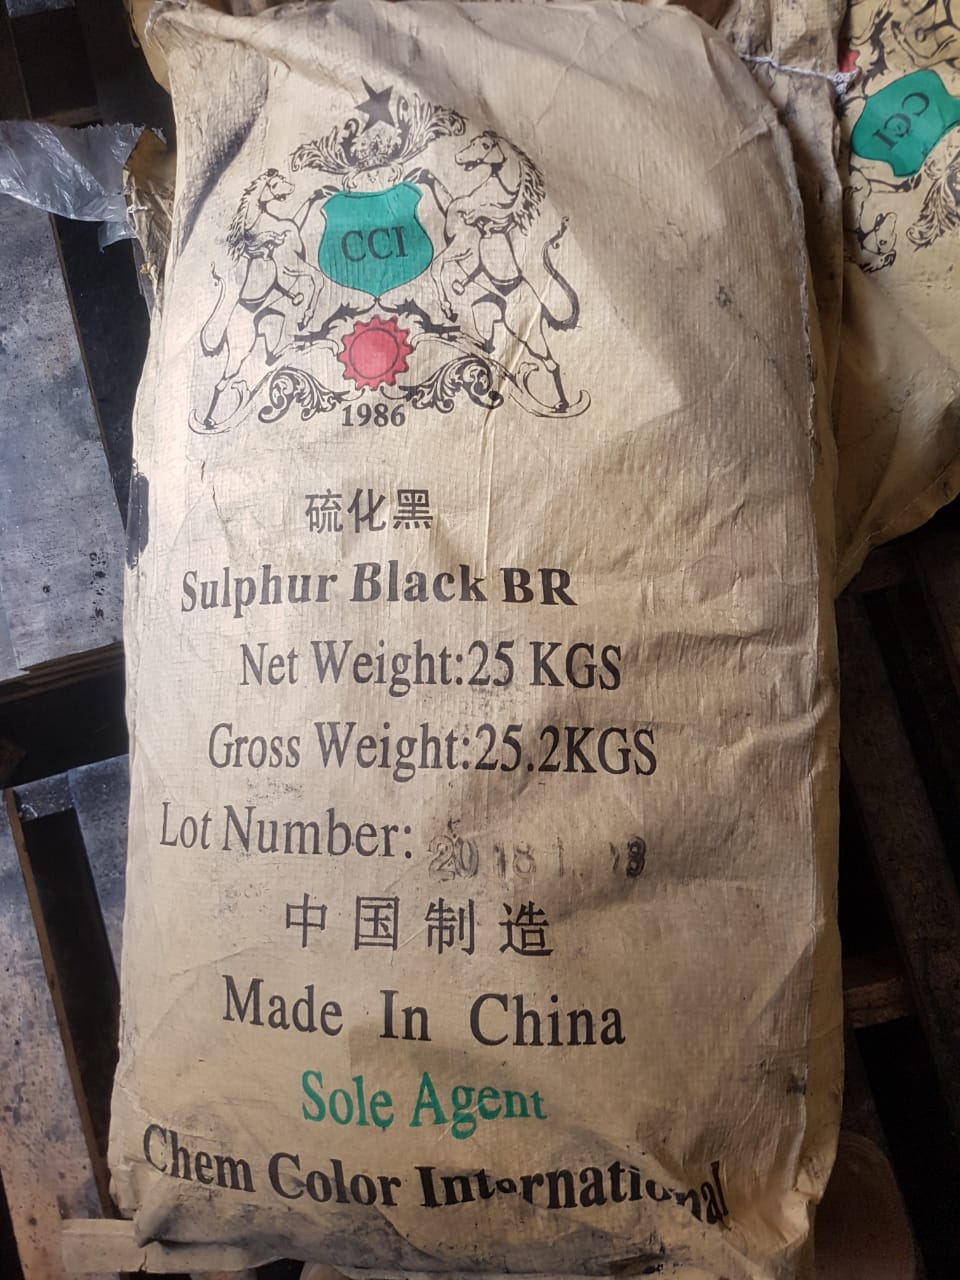 CCI
1986
硫化黑
Sulphur Black BR
Net Weight:25 KGS
Gross Weight:25.2KGS
Lot Number:
中国制造
Made In China
Sole Agent
Chem Color International
CCI